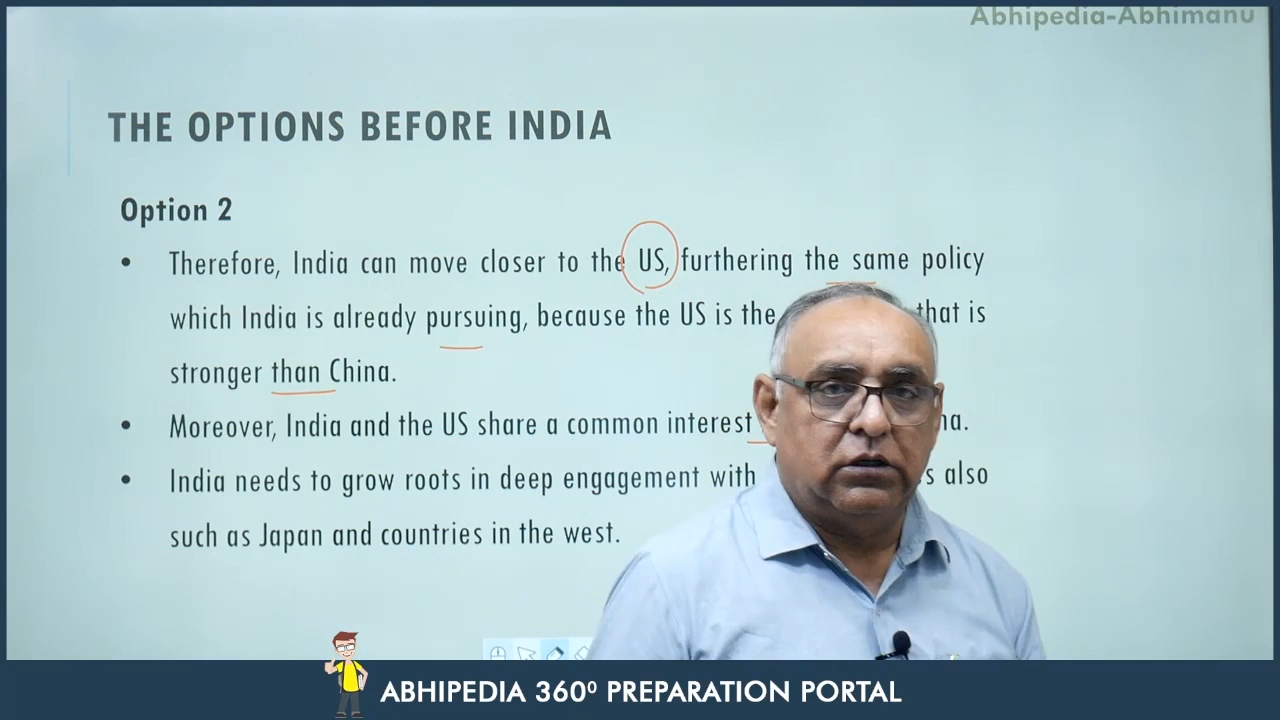 Abhipedia-Abhimanu
THE OPTIONS BEFORE INDIA
Option 2
• Therefore, India can move closer to the US, furthering the same policy
which India is already pursuing, because the US is the that is
stronger than China.
• Moreover, India and the US share a common interest
• India needs to grow roots in deep engagement with also
such as Japan and countries in the west.
ABHIPEDIA 360⁰ PREPARATION PORTAL